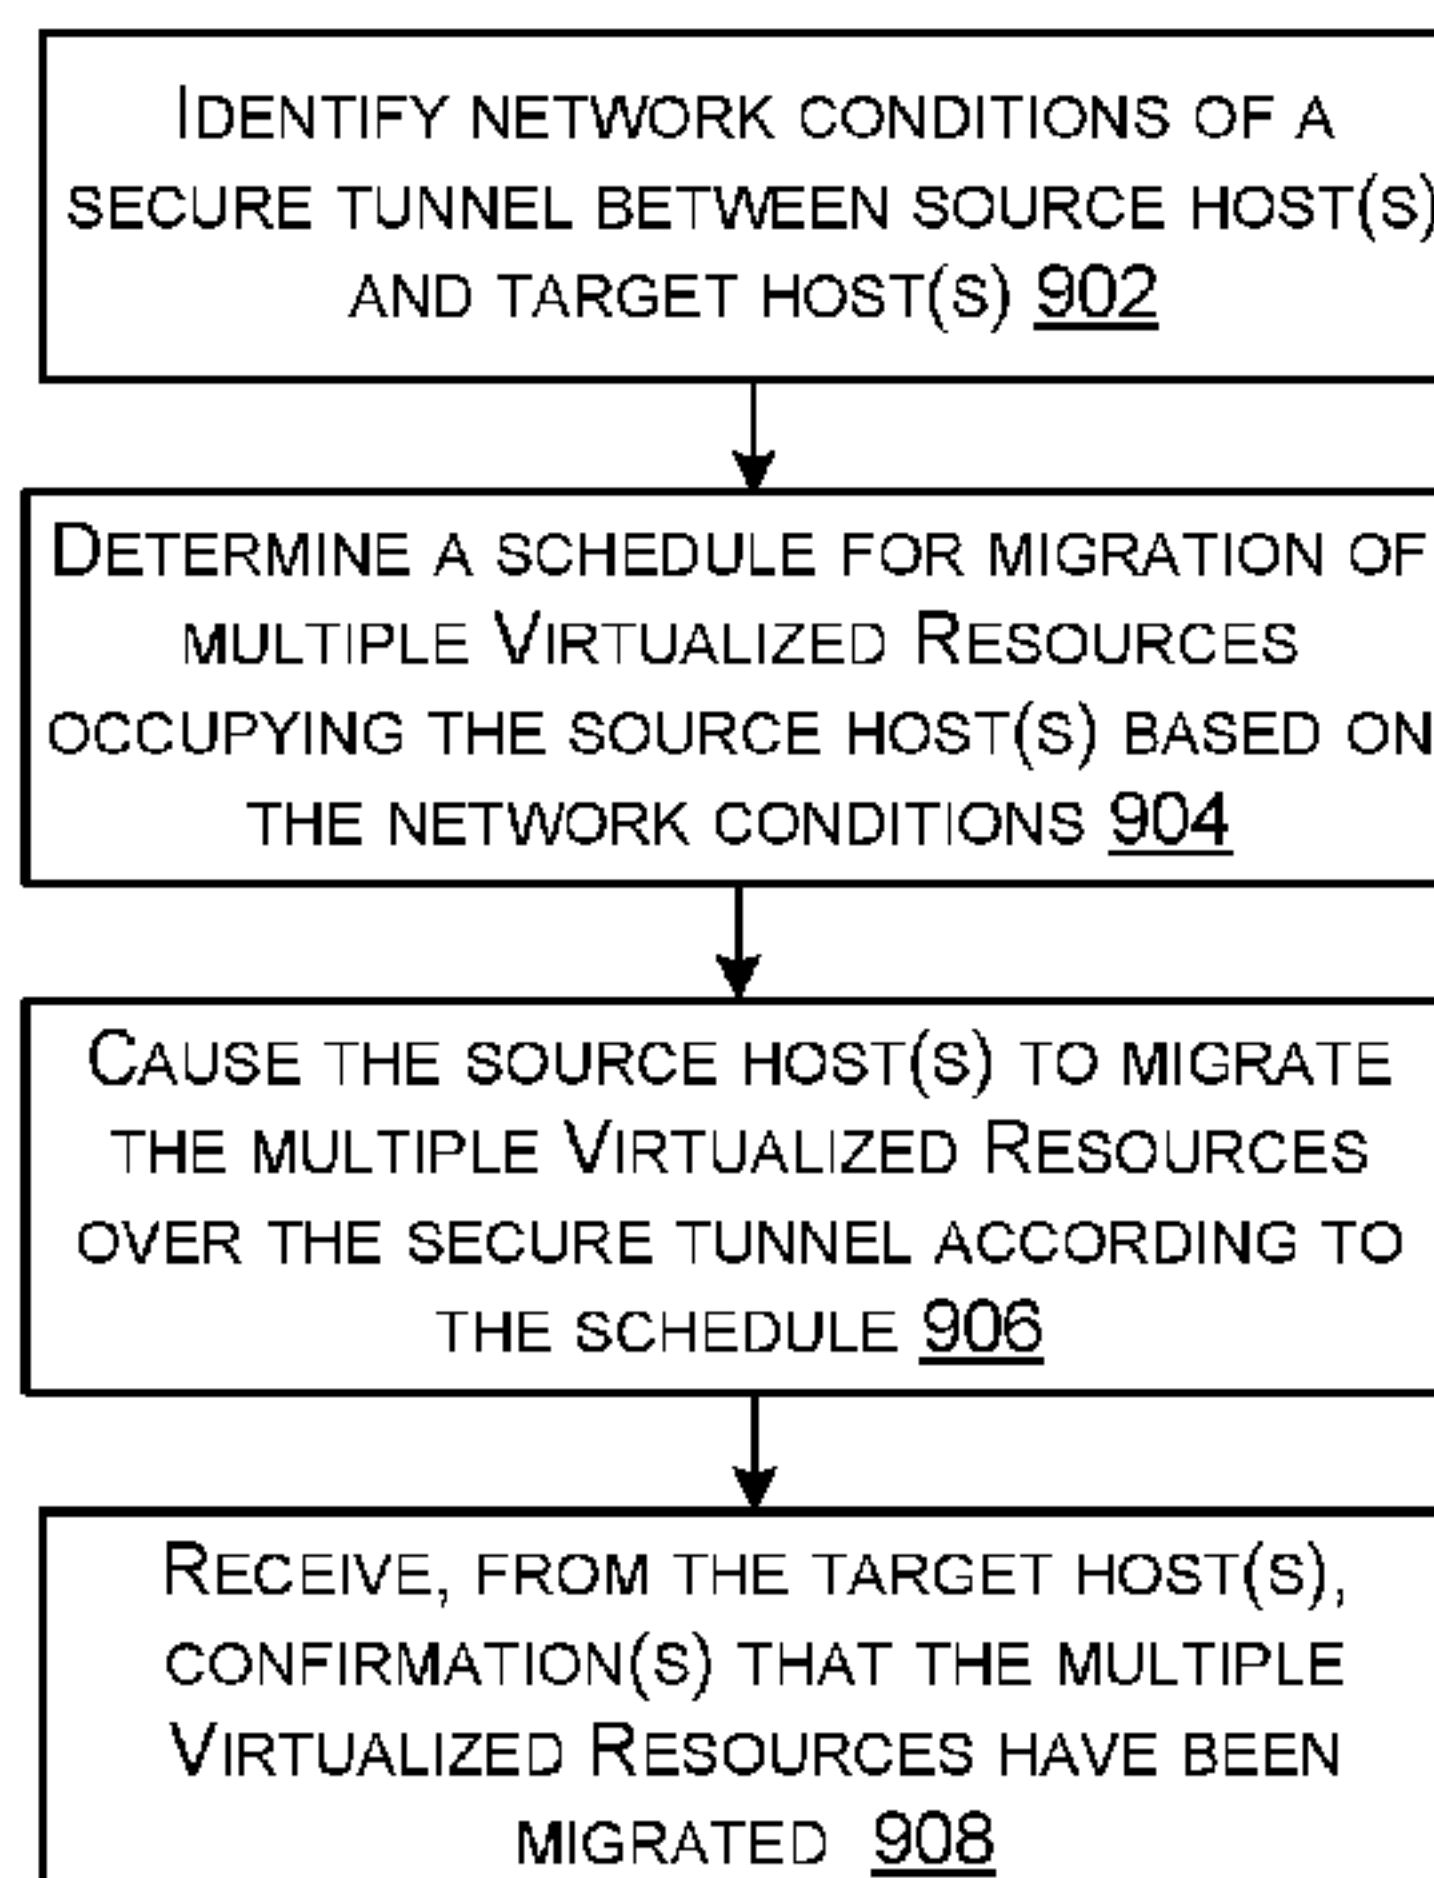 IDENTIFY NETWORK CONDITIONS OF A
SECURE TUNNEL BETWEEN SOURCE HOST(S)
AND TARGET HOST(S) 902
DETERMINE A SCHEDULE FOR MIGRATION OF
MULTIPLE VIRTUALIZED RESOURCES
OCCUPYING THE SOURCE HOST(S) BASED ON
THE NETWORK CONDITIONS 904
CAUSE THE SOURCE HOST(S) TO MIGRATE
THE MULTIPLE VIRTUALIZED RESOURCES
OVER THE SECURE TUNNEL ACCORDING TO
THE SCHEDULE 906
RECEIVE, FROM THE TARGET HOST(S),
CONFIRMATION(S) THAT THE MULTIPLE
VIRTUALIZED RESOURCES HAVE BEEN
MIGRATED 908